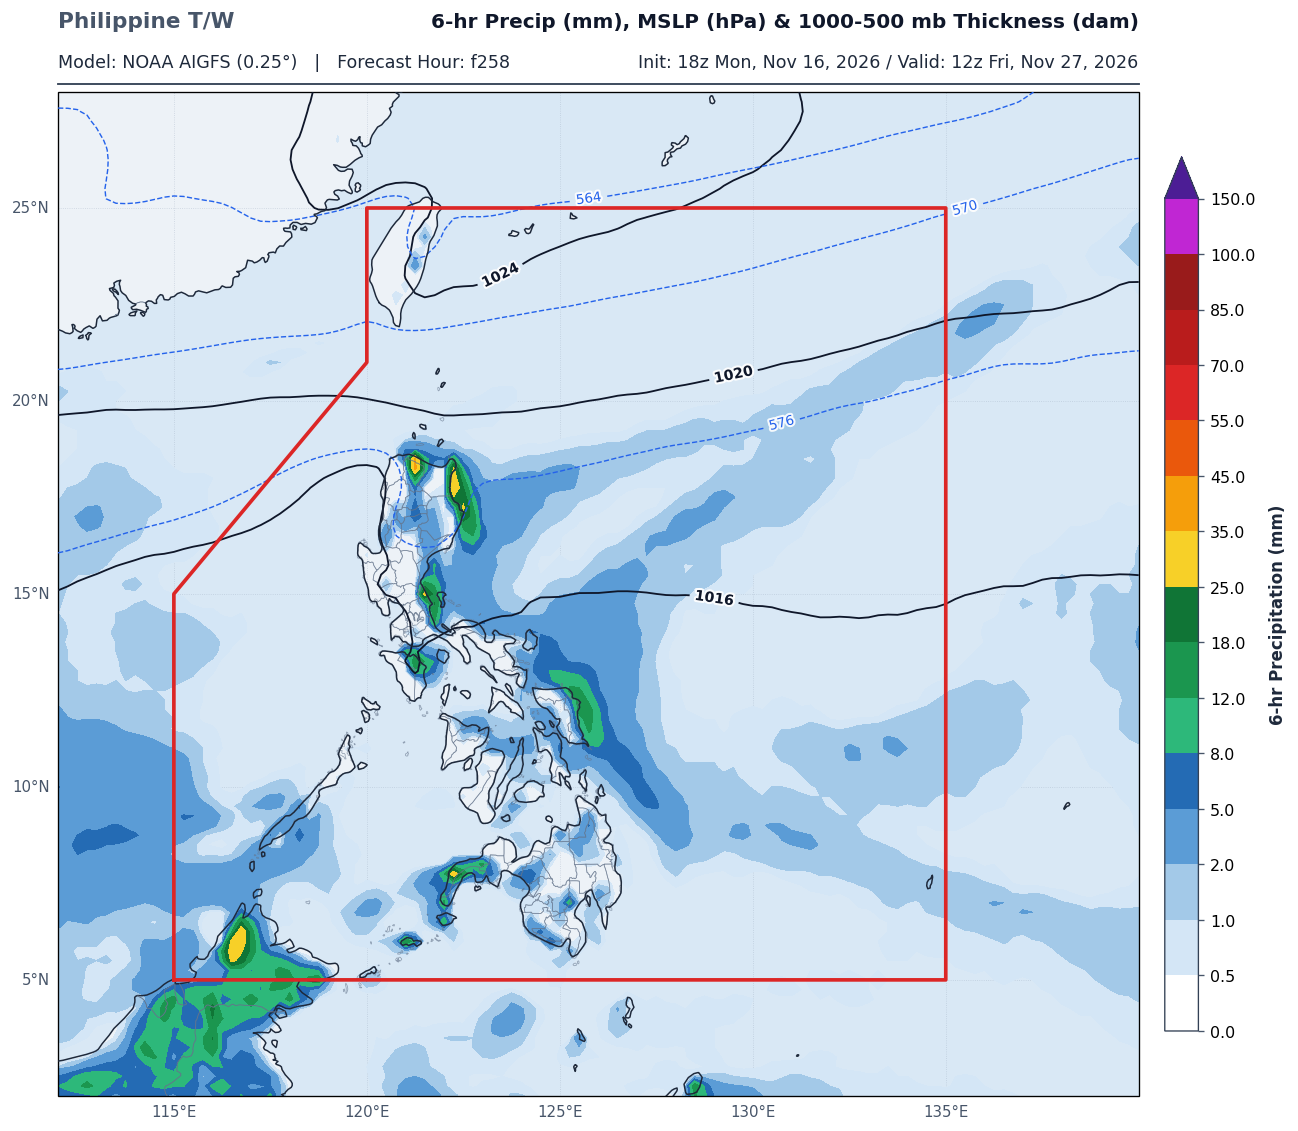 Philippine T/W
6-hr Precip (mm), MSLP (hPa) & 1000-500 mb Thickness (dam)
Model: NOAA AIGFS (0.25°) | Forecast Hour: f258
Init: 18z Mon, Nov 16, 2026 / Valid: 12z Fri, Nov 27, 2026
25°N
20°N
15°N
10°N
5°N
115°E
120°E
125°E
130°E
135°E
564
570
576
1024
1020
1016
150.0
100.0
85.0
70.0
55.0
45.0
35.0
25.0
18.0
12.0
8.0
5.0
2.0
1.0
0.5
0.0
6-hr Precipitation (mm)